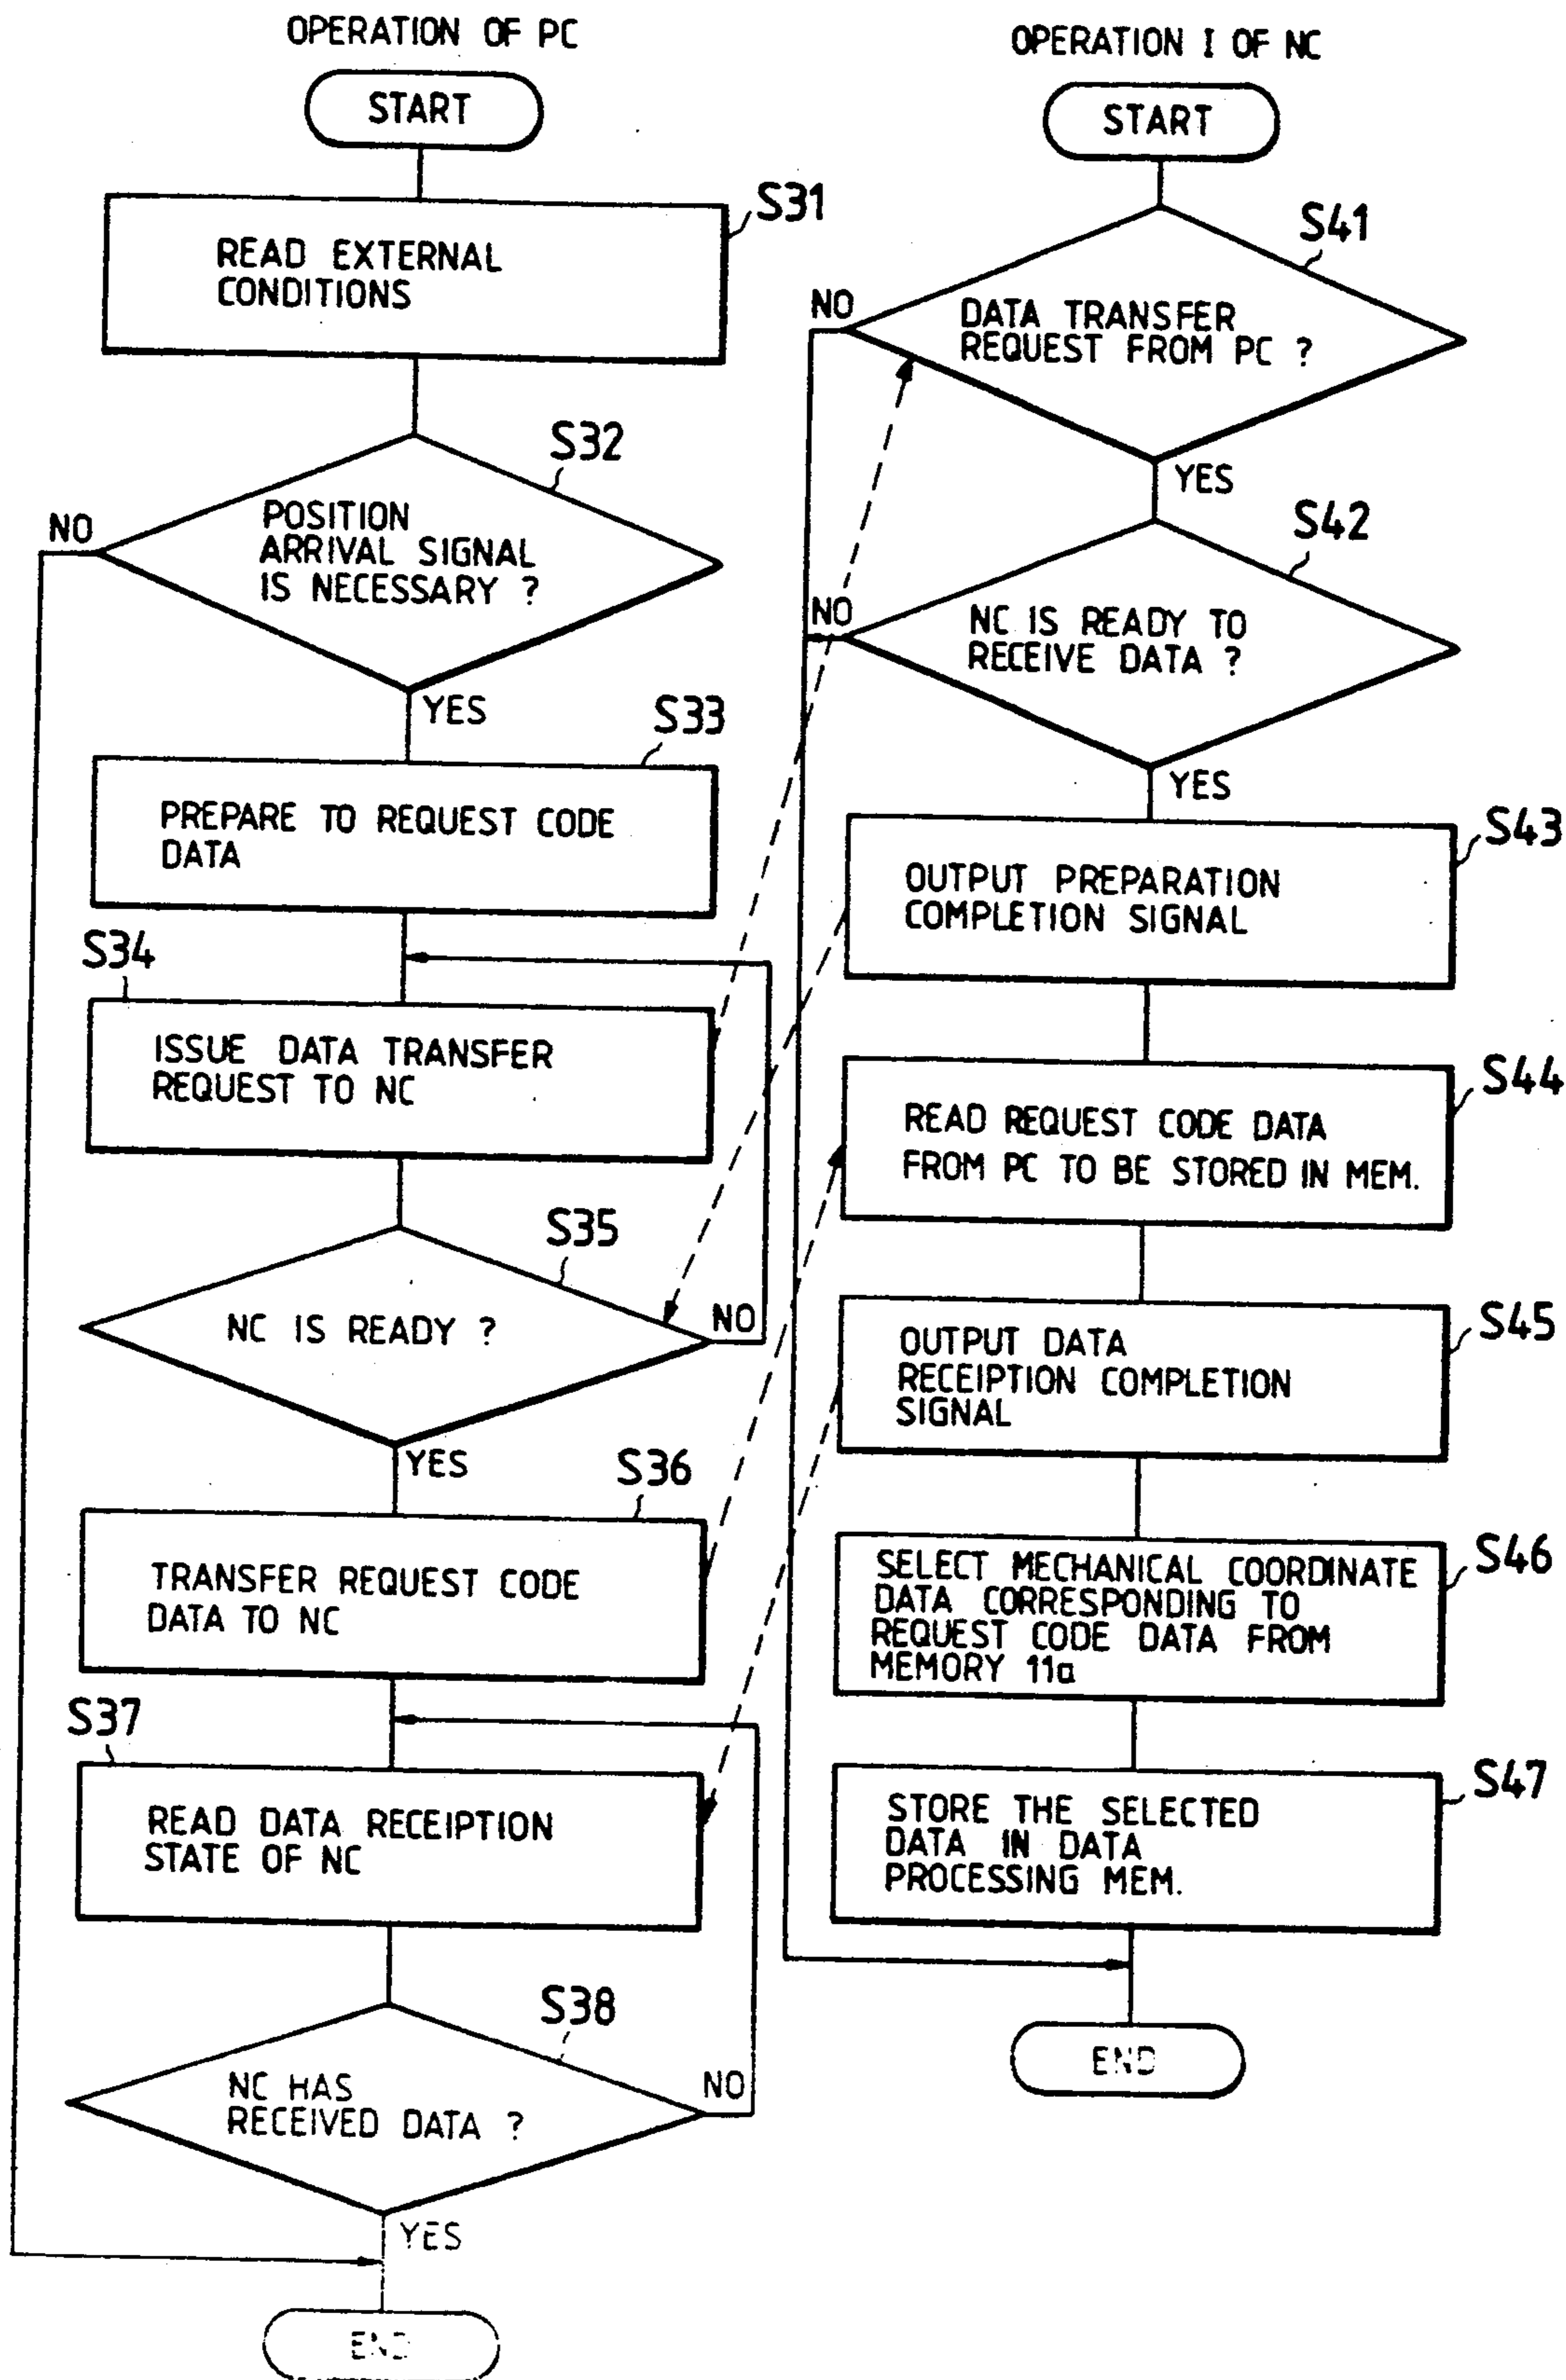 OPERATION OF PC
START
S31
READ EXTERNAL
CONDITIONS
S32
POSITION
ARRIVAL SIGNAL
IS NECESSARY ?
NO
YES
S33
PREPARE TO REQUEST CODE
DATA
S34
ISSUE DATA TRANSFER
REQUEST TO NC
S35
NC IS READY ?
NO
YES
S36
TRANSFER REQUEST CODE
DATA TO NC
S37
READ DATA RECEIPTION
STATE OF NC
S38
NC HAS
RECEIVED DATA ?
NO
YES
END
OPERATION I OF NC
START
S41
NO
DATA TRANSFER
REQUEST FROM PC ?
YES
S42
NO
NC IS READY TO
RECEIVE DATA ?
YES
S43
OUTPUT PREPARATION
COMPLETION SIGNAL
S44
READ REQUEST CODE DATA
FROM PC TO BE STORED IN MEM.
S45
OUTPUT DATA
RECEIPTION COMPLETION
SIGNAL
S46
SELECT MECHANICAL COORDINATE
DATA CORRESPONDING TO
REQUEST CODE DATA FROM
MEMORY 11a
S47
STORE THE SELECTED
DATA IN DATA
PROCESSING MEM.
END